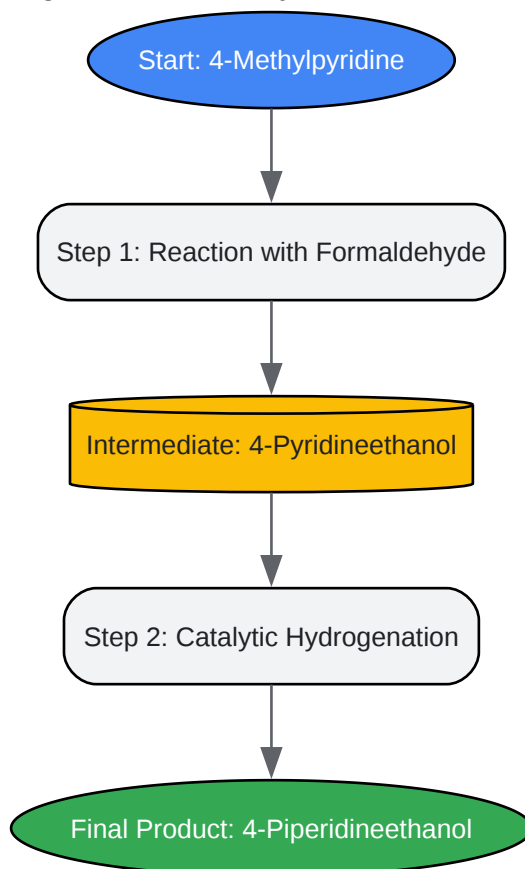 Start: 4-Methylpyridine
Step 1: Reaction with Formaldehyde
Intermediate: 4-Pyridineethanol
Step 2: Catalytic Hydrogenation
Final Product: 4-Piperidineethanol